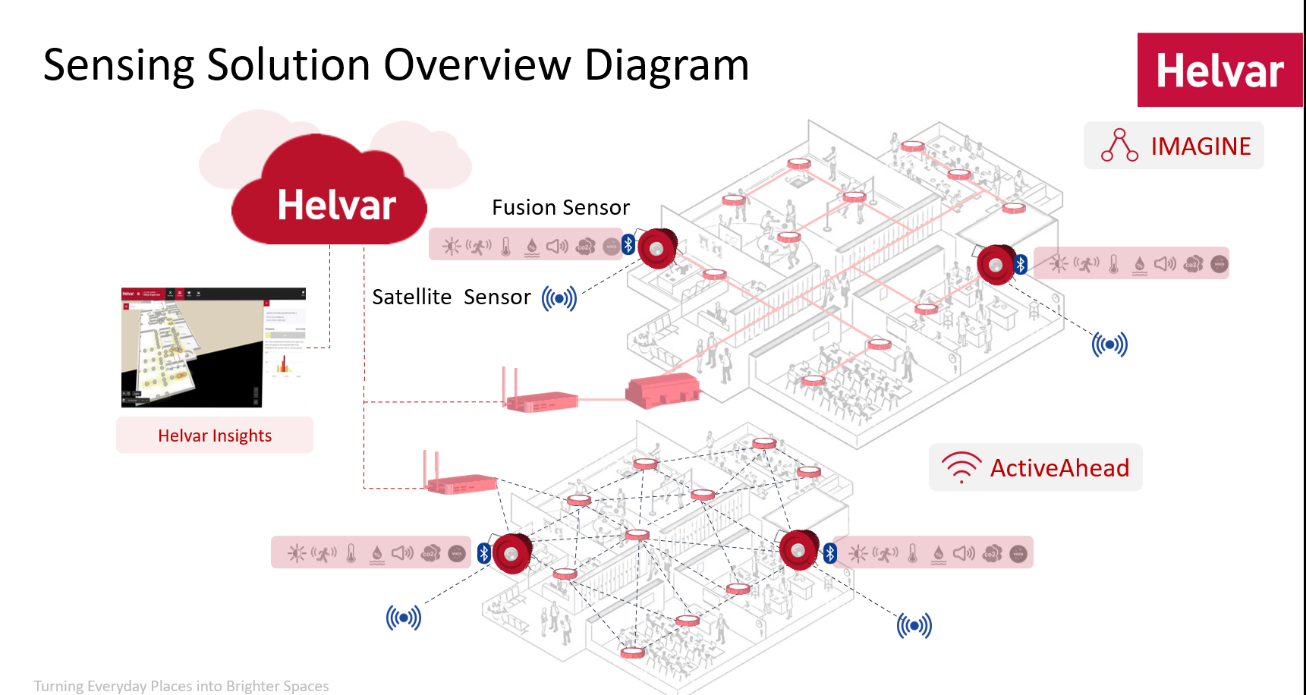 Sensing Solution Overview Diagram
Helvar
IMAGINE
Helvar
Fusion Sensor
Satellite Sensor
Helvar
Helvar Insights
ActiveAhead
Turning Everyday Places into Brighter Spaces